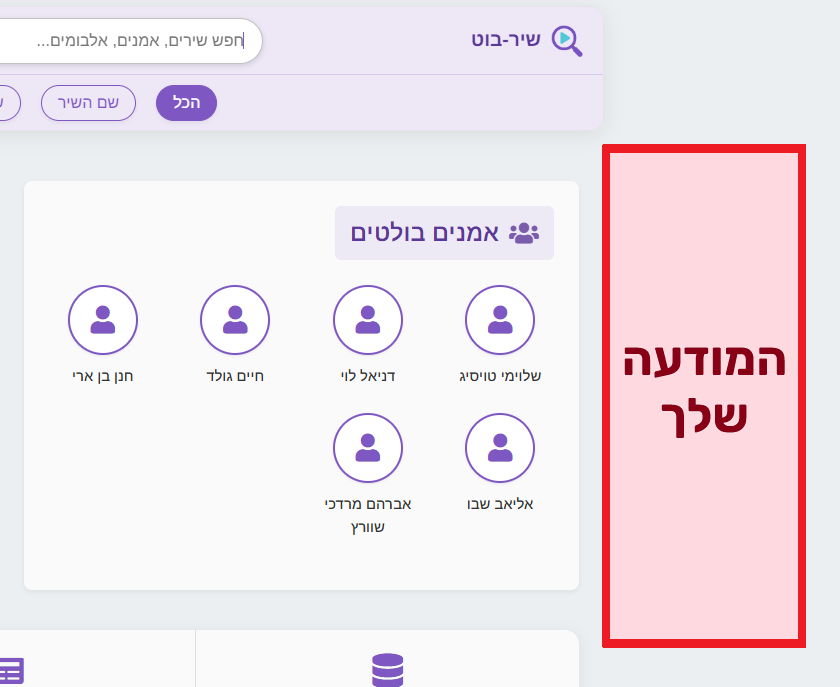 שיר-בוט
חפש שירים, אמנים, אלבומים...
הכל
שם השיר
אמנים בולטים
שלוימי טויסיג
דניאל לוי
חיים גולד
חנן בן ארי
אליאב שבו
אברהם מרדכי
שוורץ
המודעה
שלך